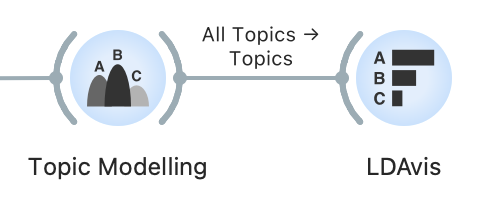 All Topics →
Topics
A B C
A
B
C
Topic Modelling
LDAvis